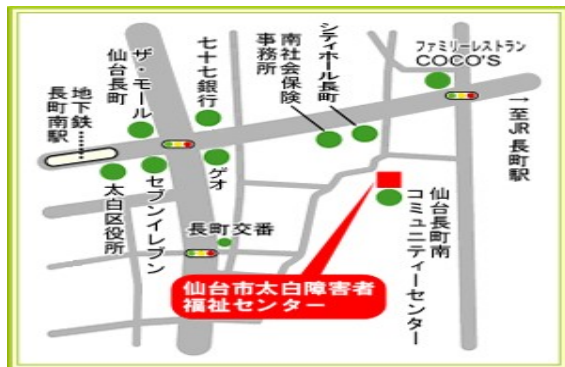 ザ・モール
仙台長町
七十七銀行
南社会保険
事務所
シティホール長町
ファミリーレストラン
COCO'S
地下鉄
長町南駅
→至JR長町駅
太白区役所
セブンイレブン
ゲオ
長町交番
仙台長町南
コミュニティーセンター
仙台市太白障害者
福祉センター